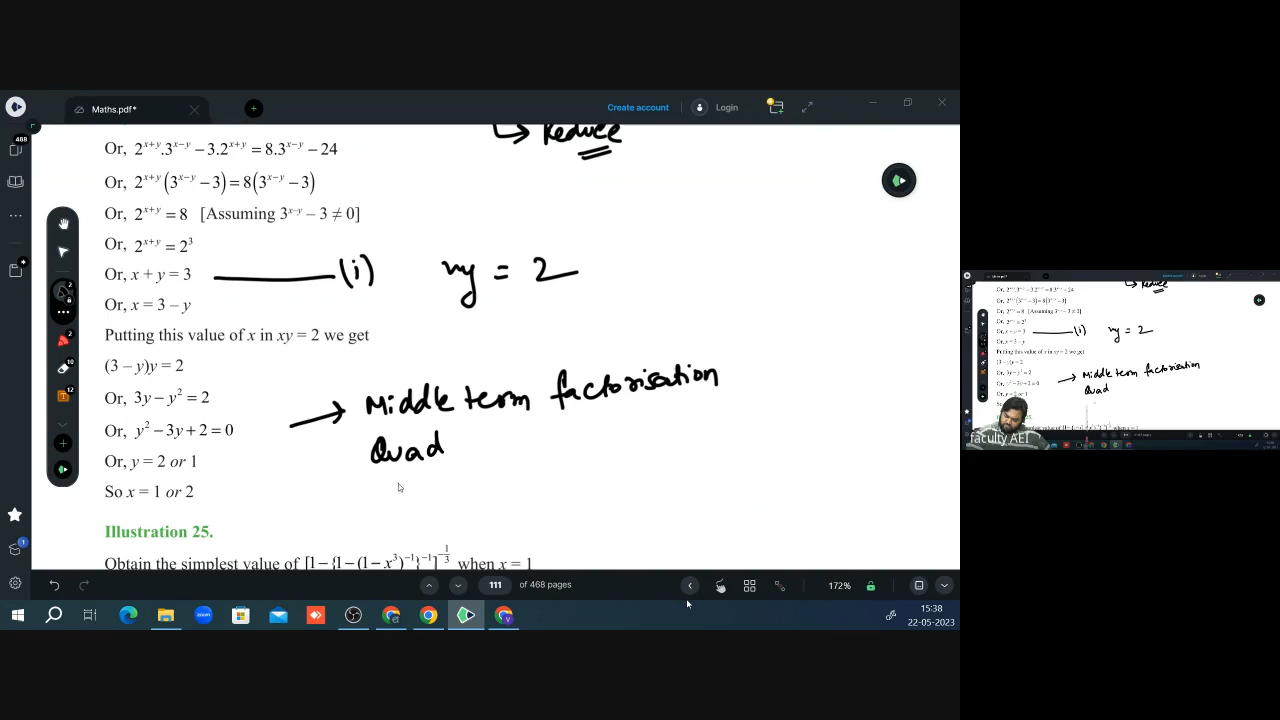 Maths.pdf*
Create account
Login
468
↳ Reduce
Or, 2^{x+y}.3^{x−y} − 3.2^{x+y} = 8.3^{x−y} − 24
Or, 2^{x+y}(3^{x−y} − 3) = 8(3^{x−y} − 3)
Or, 2^{x+y} = 8 [Assuming 3^{x−y} − 3 ≠ 0]
Or, 2^{x+y} = 2^3
Or, x + y = 3 (i) xy = 2
Or, x = 3 − y
Putting this value of x in xy = 2 we get
(3 − y)y = 2
Or, 3y − y^2 = 2
→ Middle term factorisation
Or, y^2 − 3y + 2 = 0
Quad
Or, y = 2 or 1
So x = 1 or 2
Illustration 25.
Obtain the simplest value of [1−{1−(1−x^3)^{−1}}^{−1}]^{−1/3} when x = 1
111 of 468 pages
172%
zoom
15:38
22-05-2023
faculty AEI